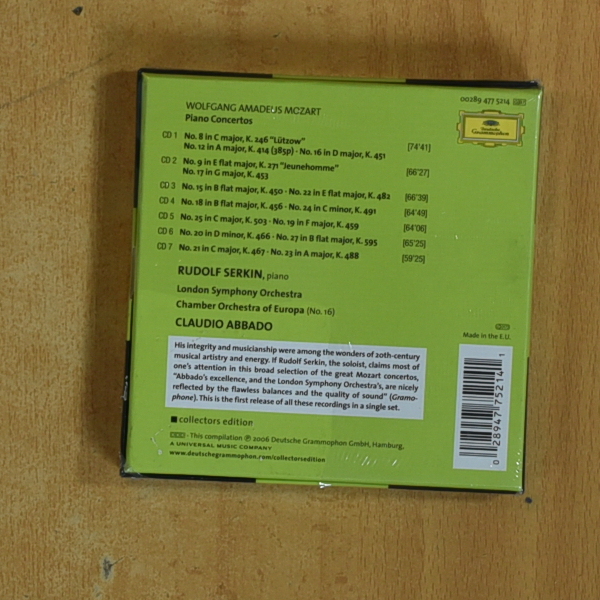 00289 477 5214
Deutsche
Grammophon
WOLFGANG AMADEUS MOZART
Piano Concertos
CD 1 No. 8 in C major, K. 246 "Lützow"
No. 12 in A major, K. 414 (385p) · No. 16 in D major, K. 451 [74'41]
CD 2 No. 9 in E flat major, K. 271 "Jeunehomme"
No. 17 in G major, K. 453 [66'27]
CD 3 No. 15 in B flat major, K. 450 · No. 22 in E flat major, K. 482 [66'39]
CD 4 No. 18 in B flat major, K. 456 · No. 24 in C minor, K. 491 [64'49]
CD 5 No. 25 in C major, K. 503 · No. 19 in F major, K. 459 [64'06]
CD 6 No. 20 in D minor, K. 466 · No. 27 in B flat major, K. 595 [65'25]
CD 7 No. 21 in C major, K. 467 · No. 23 in A major, K. 488 [59'25]
RUDOLF SERKIN, piano
London Symphony Orchestra
Chamber Orchestra of Europa (No. 16)
CLAUDIO ABBADO
Made in the E.U.
His integrity and musicianship were among the wonders of 20th-century
musical artistry and energy. If Rudolf Serkin, the soloist, claims most of
one's attention in this broad selection of the great Mozart concertos,
"Abbado's excellence, and the London Symphony Orchestra's, are nicely
reflected by the flawless balances and the quality of sound" (Gramo-
phone). This is the first release of all these recordings in a single set.
0 28947 75214 1
collectors edition
· This compilation ℗ 2006 Deutsche Grammophon GmbH, Hamburg,
A UNIVERSAL MUSIC COMPANY
www.deutschegrammophon.com/collectorsedition